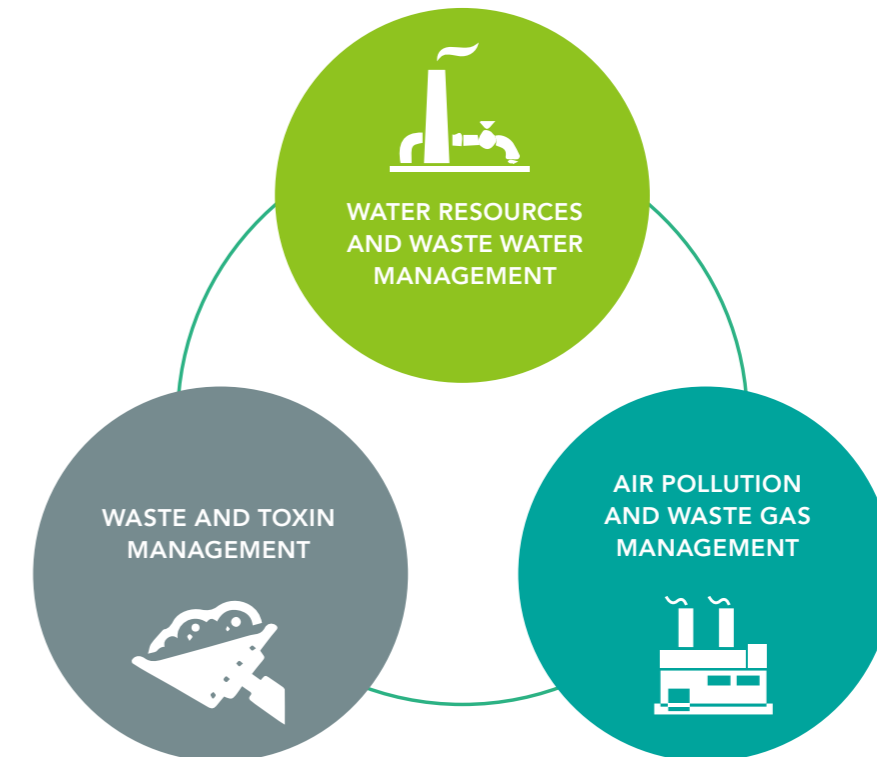 WATER RESOURCES
AND WASTE WATER
MANAGEMENT
WASTE AND TOXIN
MANAGEMENT
AIR POLLUTION
AND WASTE GAS
MANAGEMENT